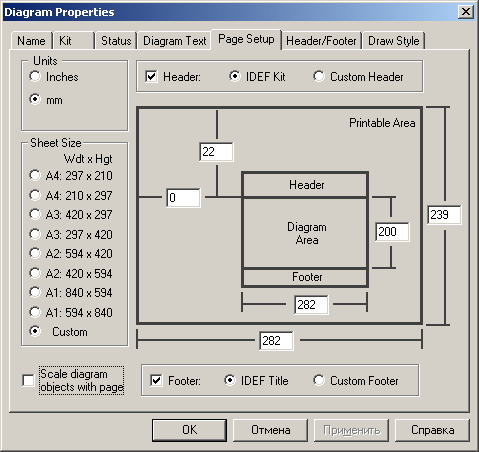 Diagram Properties
Name Kit Status Diagram Text Page Setup Header/Footer Draw Style
Units
Inches
mm
Header: IDEF Kit Custom Header
Sheet Size
Wdt x Hgt
A4: 297 x 210
A4: 210 x 297
A3: 420 x 297
A3: 297 x 420
A2: 594 x 420
A2: 420 x 594
A1: 840 x 594
A1: 594 x 840
Custom
Printable Area
22
0
Header
Diagram
Area
Footer
200
239
282
282
Scale diagram
objects with page
Footer: IDEF Title Custom Footer
OK Отмена Применить Справка